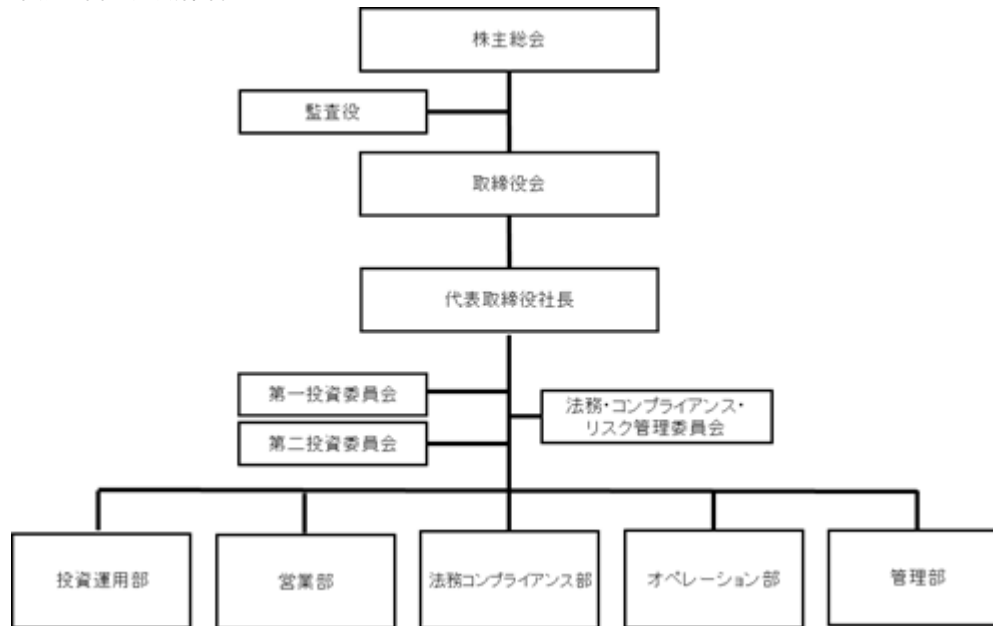 株主総会
監査役
取締役会
代表取締役社長
第一投資委員会
法務・コンプライアンス・
リスク管理委員会
第二投資委員会
投資運用部
営業部
法務コンプライアンス部
オペレーション部
管理部